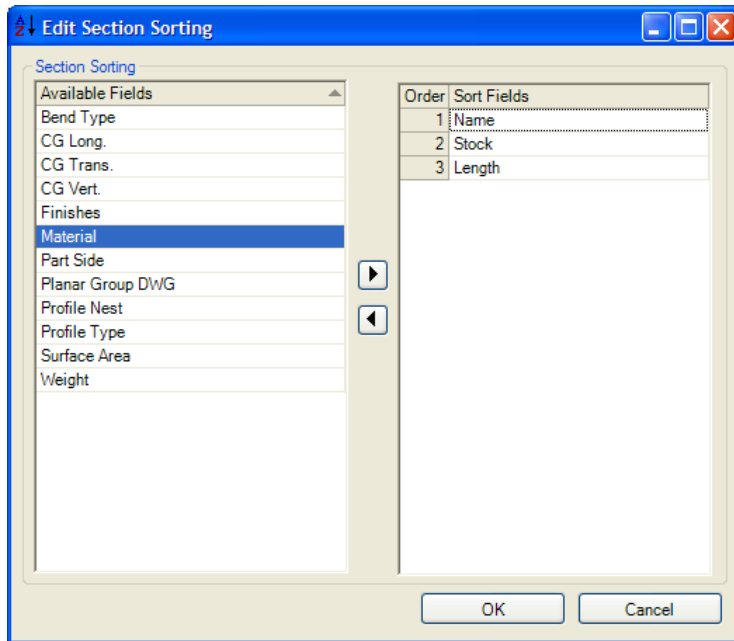 Edit Section Sorting
Section Sorting
Available Fields
Bend Type
CG Long.
CG Trans.
CG Vert.
Finishes
Material
Part Side
Planar Group DWG
Profile Nest
Profile Type
Surface Area
Weight
Order Sort Fields
1 Name
2 Stock
3 Length
OK Cancel